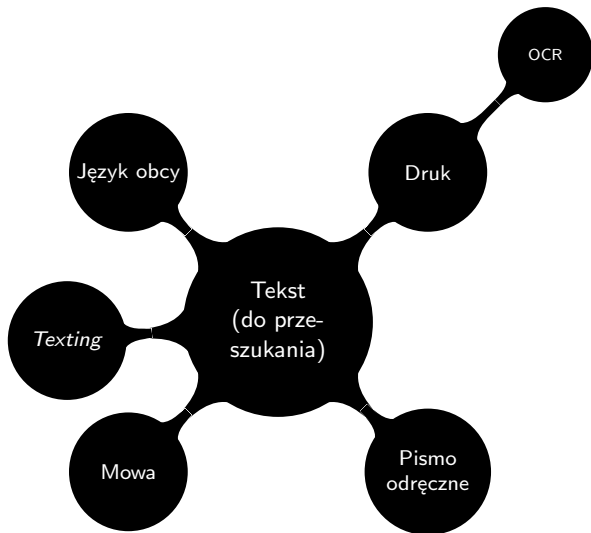 OCR
Język obcy
Druk
Tekst
(do prze-
szukania)
Texting
Mowa
Pismo
odręczne